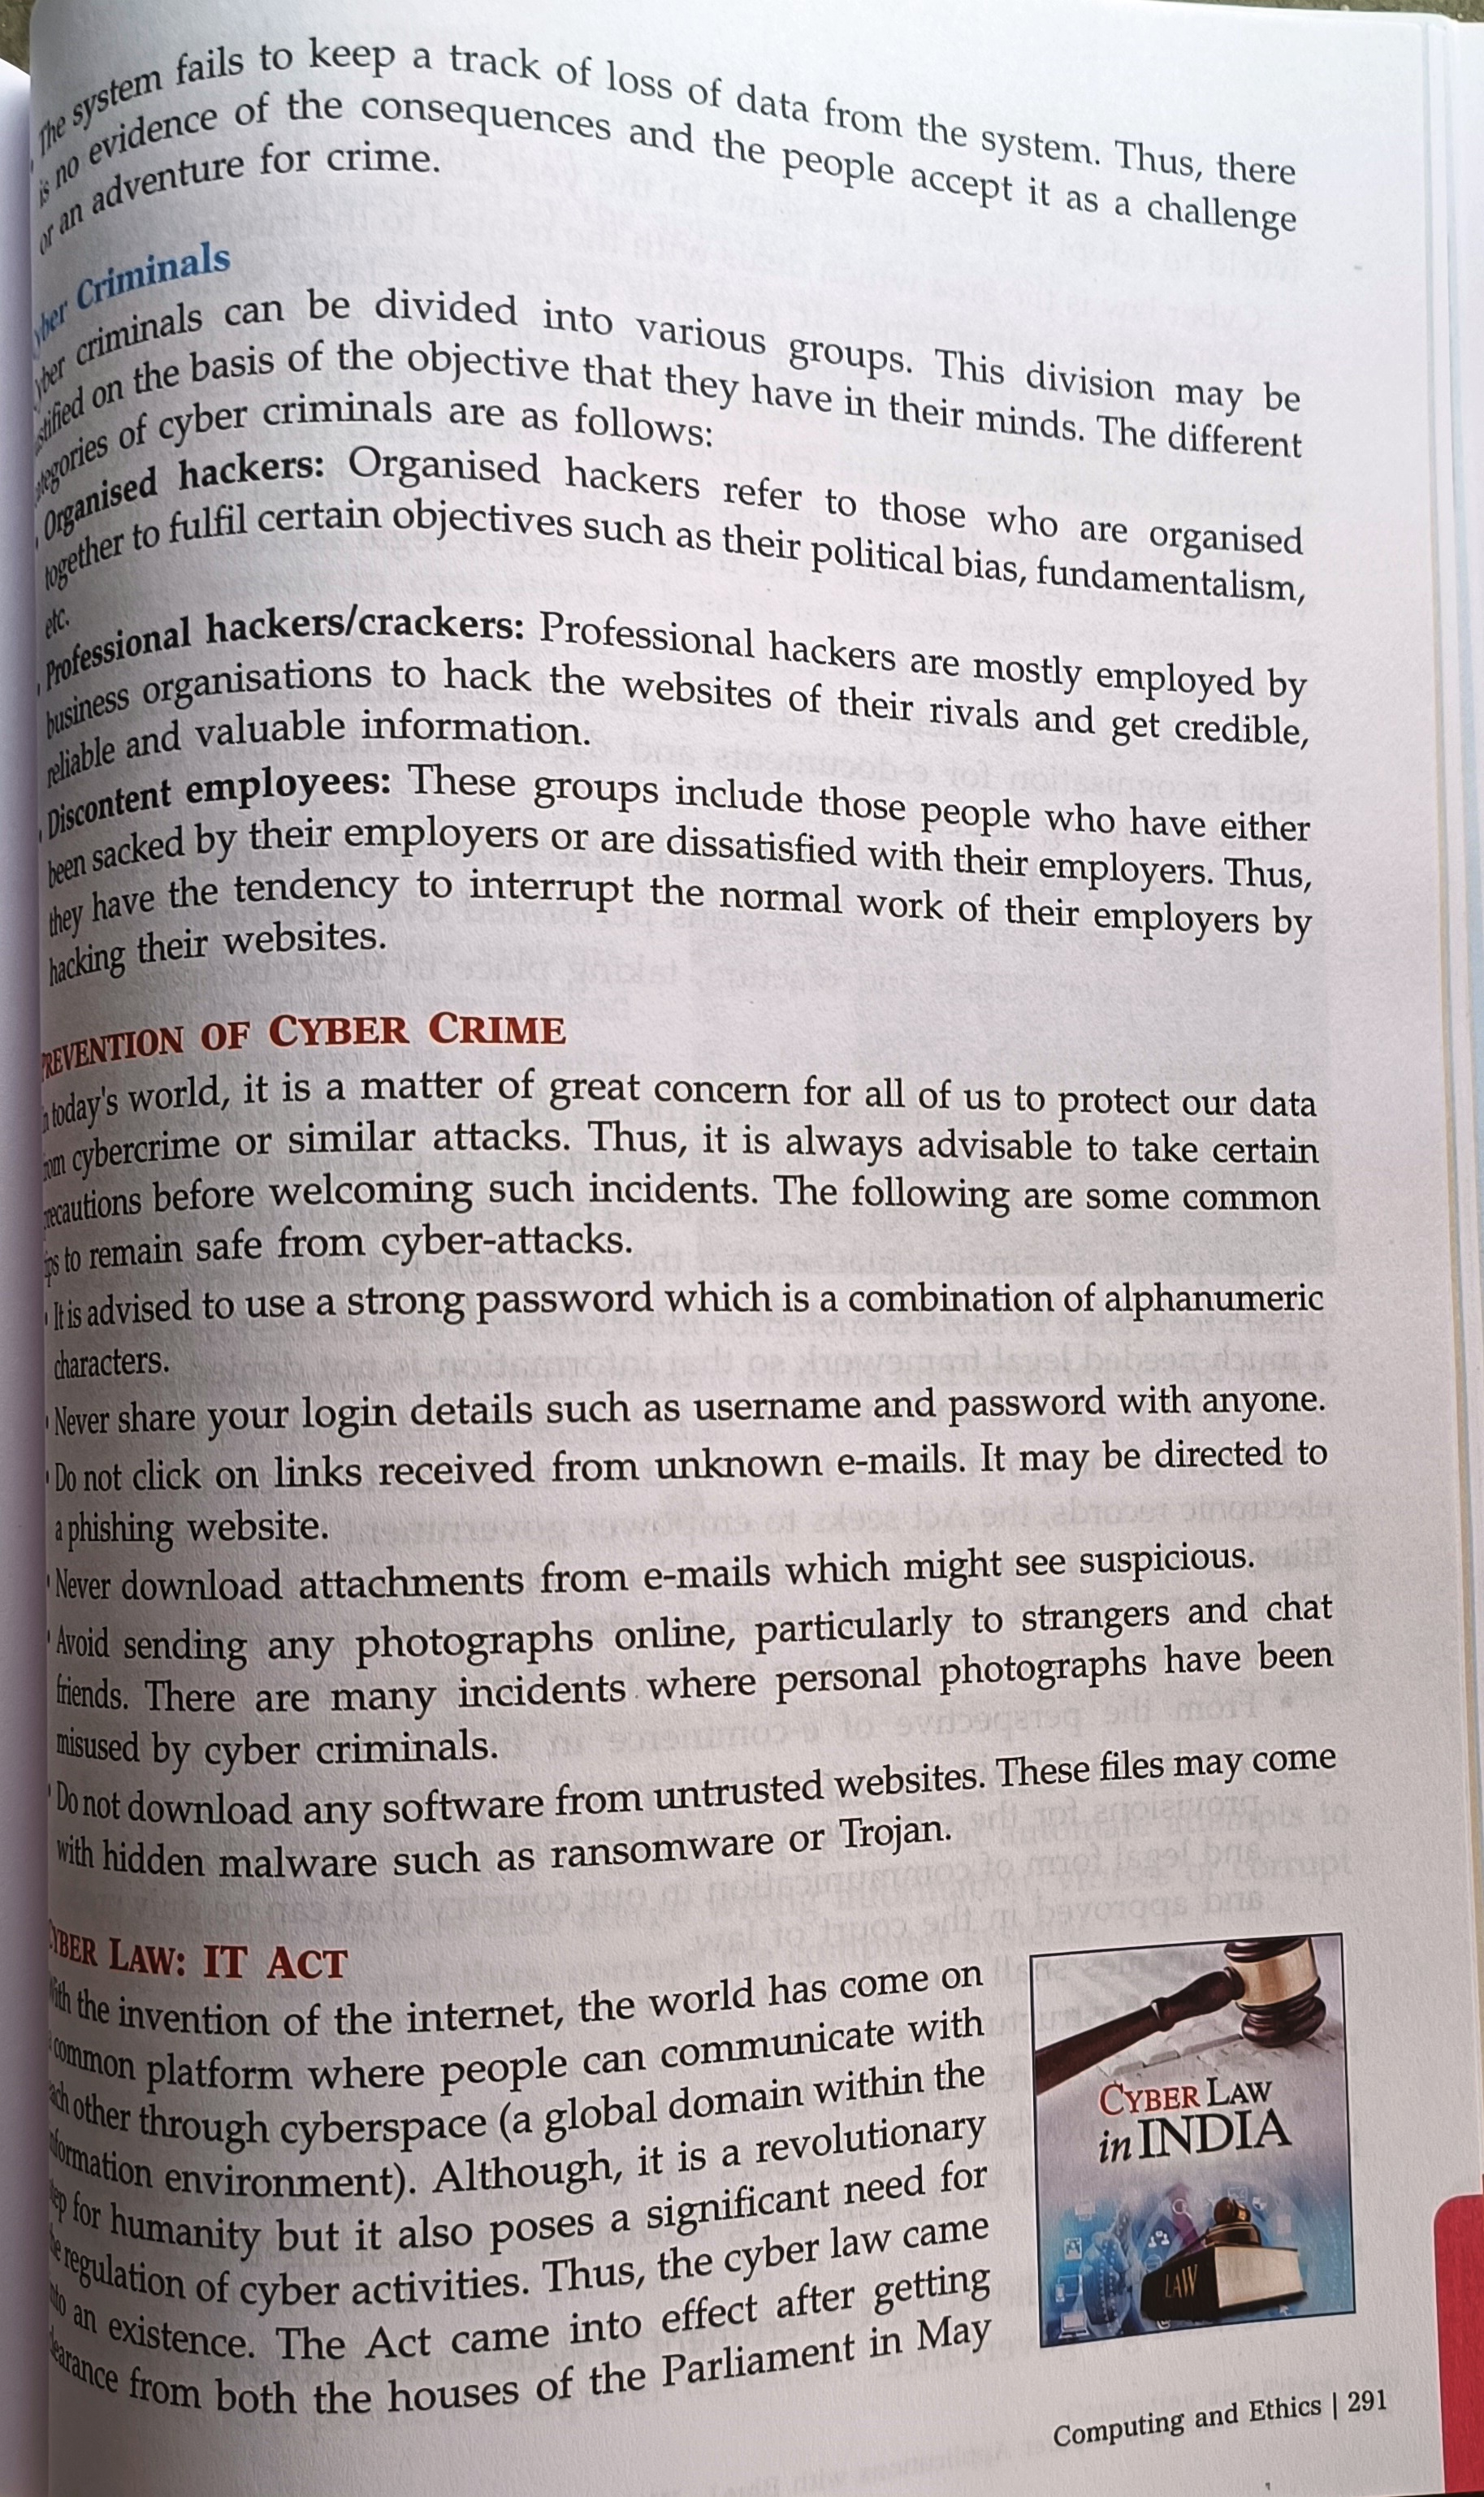 The system fails to keep a track of loss of data from the system. Thus, there
is no evidence of the consequences and the people accept it as a challenge
or an adventure for crime.
yber Criminals
yber criminals can be divided into various groups. This division may be
stified on the basis of the objective that they have in their minds. The different
ategories of cyber criminals are as follows:
Organised hackers: Organised hackers refer to those who are organised
together to fulfil certain objectives such as their political bias, fundamentalism,
etc.
Professional hackers/crackers: Professional hackers are mostly employed by
business organisations to hack the websites of their rivals and get credible,
reliable and valuable information.
Discontent employees: These groups include those people who have either
been sacked by their employers or are dissatisfied with their employers. Thus,
they have the tendency to interrupt the normal work of their employers by
hacking their websites.
REVENTION OF CYBER CRIME
n today's world, it is a matter of great concern for all of us to protect our data
om cybercrime or similar attacks. Thus, it is always advisable to take certain
recautions before welcoming such incidents. The following are some common
ps to remain safe from cyber-attacks.
It is advised to use a strong password which is a combination of alphanumeric
characters.
Never share your login details such as username and password with anyone.
Do not click on links received from unknown e-mails. It may be directed to
a phishing website.
Never download attachments from e-mails which might see suspicious.
Avoid sending any photographs online, particularly to strangers and chat
friends. There are many incidents where personal photographs have been
misused by cyber criminals.
Do not download any software from untrusted websites. These files may come
with hidden malware such as ransomware or Trojan.
YBER LAW: IT ACT
ith the invention of the internet, the world has come on
common platform where people can communicate with
ach other through cyberspace (a global domain within the
nformation environment). Although, it is a revolutionary
tep for humanity but it also poses a significant need for
he regulation of cyber activities. Thus, the cyber law came
nto an existence. The Act came into effect after getting
learance from both the houses of the Parliament in May
CYBER LAW
in INDIA
LAW
Computing and Ethics | 291